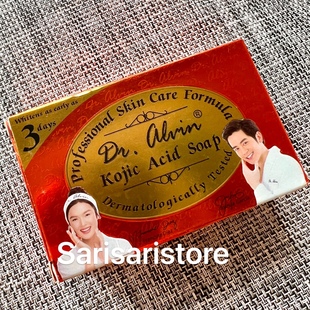 Whitens as early as
3 days
Professional Skin Care Formula
Dr. Alvin®
Kojic Acid Soap
Dermatologically Tested
Sarisaristore